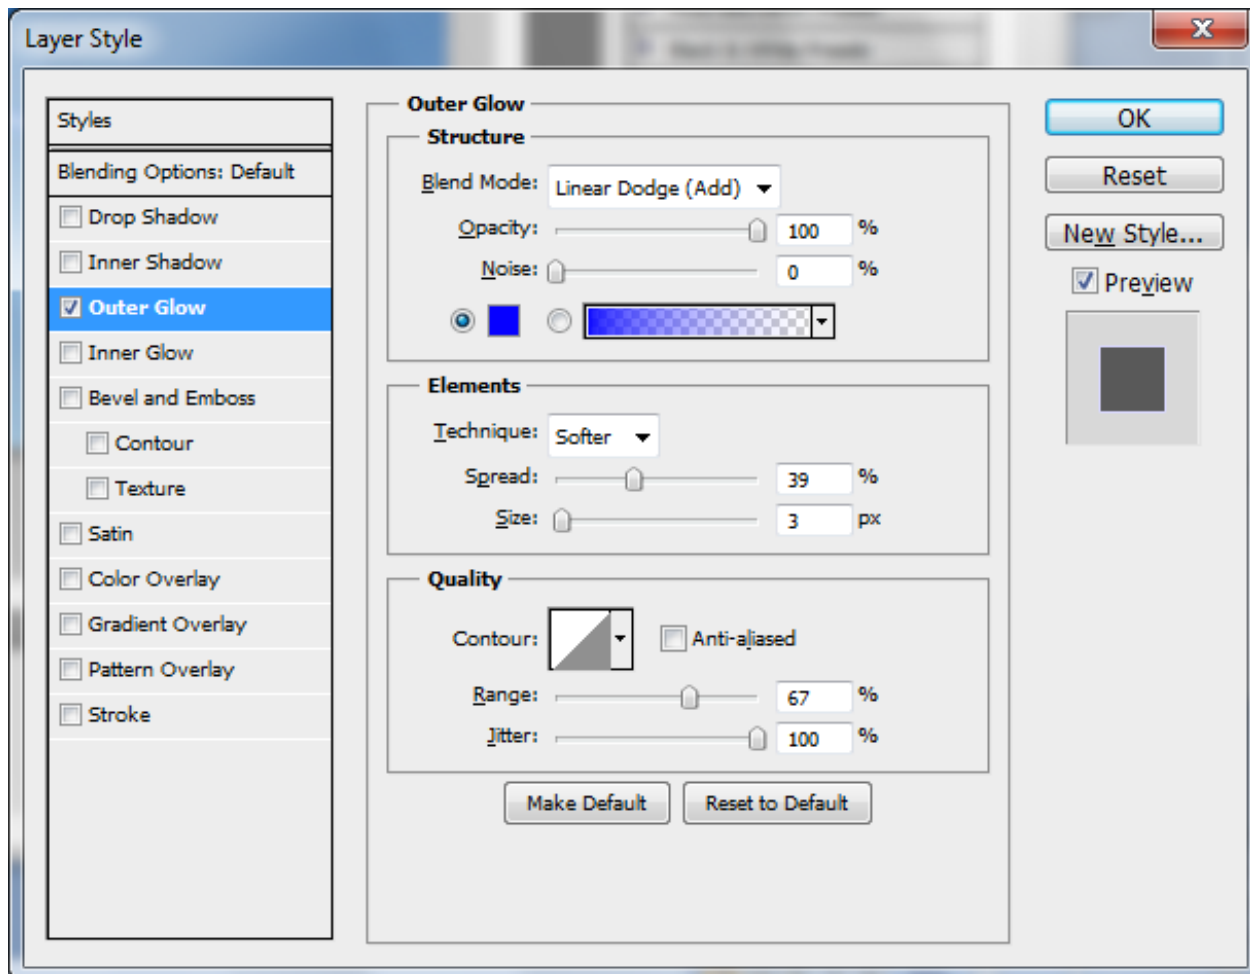 Layer Style
Styles
Blending Options: Default
Drop Shadow
Inner Shadow
Outer Glow
Inner Glow
Bevel and Emboss
Contour
Texture
Satin
Color Overlay
Gradient Overlay
Pattern Overlay
Stroke
Outer Glow
Structure
Blend Mode: Linear Dodge (Add)
Opacity: 100 %
Noise: 0 %
Elements
Technique: Softer
Spread: 39 %
Size: 3 px
Quality
Contour: Anti-aliased
Range: 67 %
Jitter: 100 %
Make Default Reset to Default
OK
Reset
New Style...
Preview